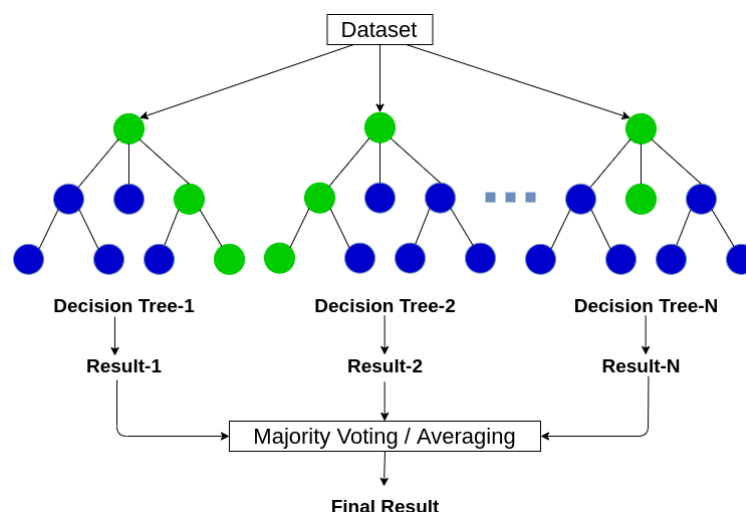 Dataset
Decision Tree-1
Decision Tree-2
Decision Tree-N
Result-1
Result-2
Result-N
Majority Voting / Averaging
Final Result